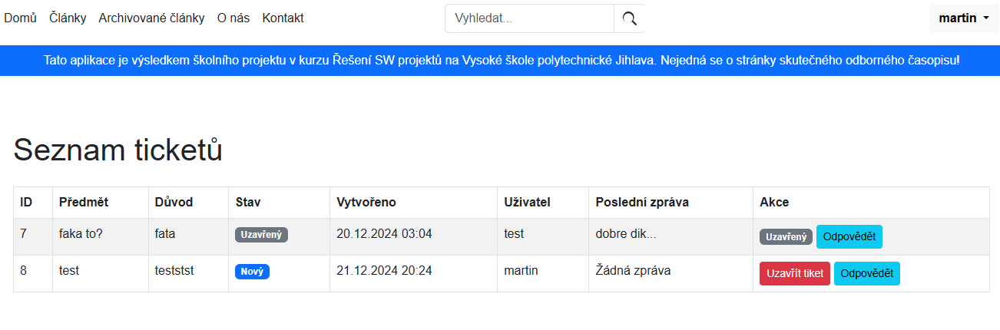 Domů Články Archivované články O nás Kontakt Vyhledat... martin
Tato aplikace je výsledkem školního projektu v kurzu Řešení SW projektů na Vysoké škole polytechnické Jihlava. Nejedná se o stránky skutečného odborného časopisu!
Seznam ticketů
ID Předmět Důvod Stav Vytvořeno Uživatel Poslední zpráva Akce
7 faka to? fata Uzavřený 20.12.2024 03:04 test dobre dik... Uzavřený Odpovědět
8 test teststst Nový 21.12.2024 20:24 martin Žádná zpráva Uzavřít tiket Odpovědět